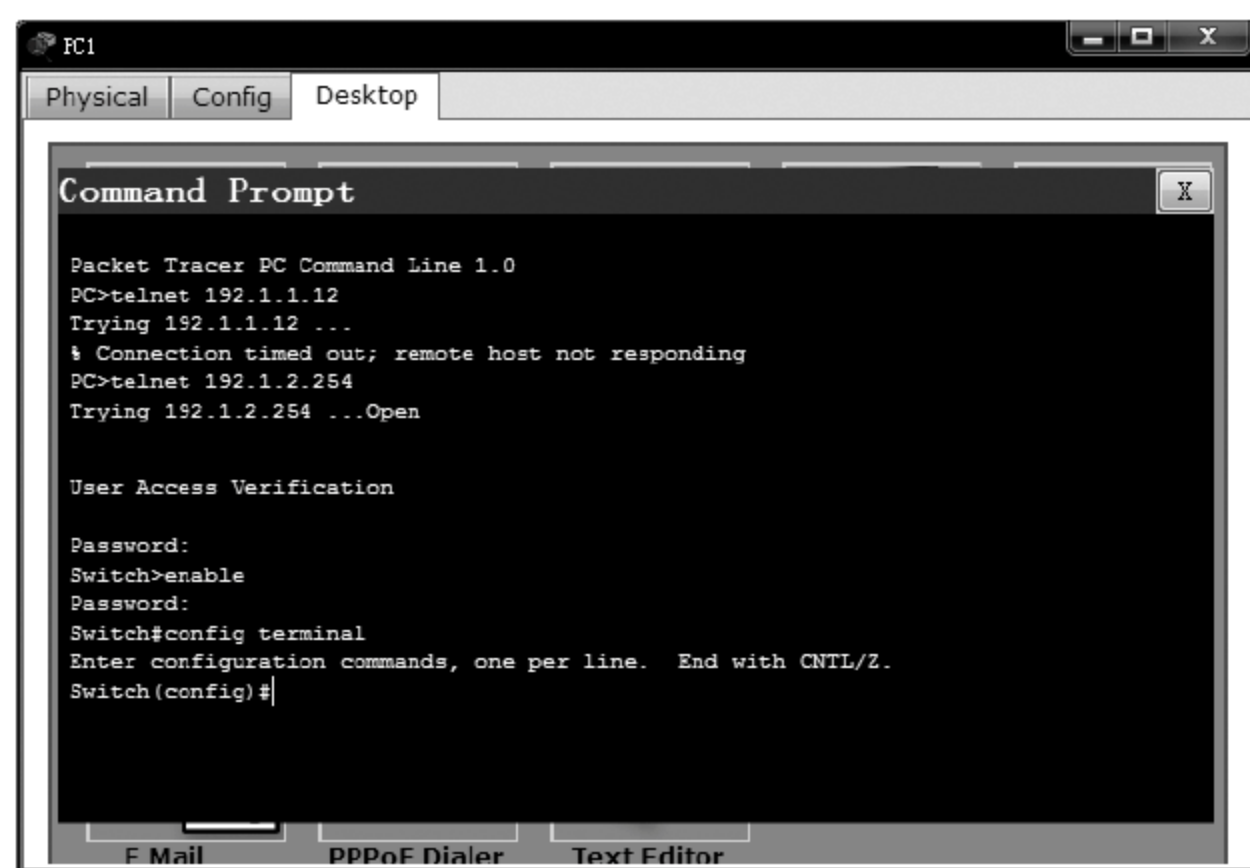 PC1
X
Physical Config Desktop
Command Prompt
X
Packet Tracer PC Command Line 1.0
PC>telnet 192.1.1.12
Trying 192.1.1.12 ...
% Connection timed out; remote host not responding
PC>telnet 192.1.2.254
Trying 192.1.2.254 ...Open
User Access Verification
Password:
Switch>enable
Password:
Switch#config terminal
Enter configuration commands, one per line.  End with CNTL/Z.
Switch(config)#
E Mail PPPoE Dialer Text Editor